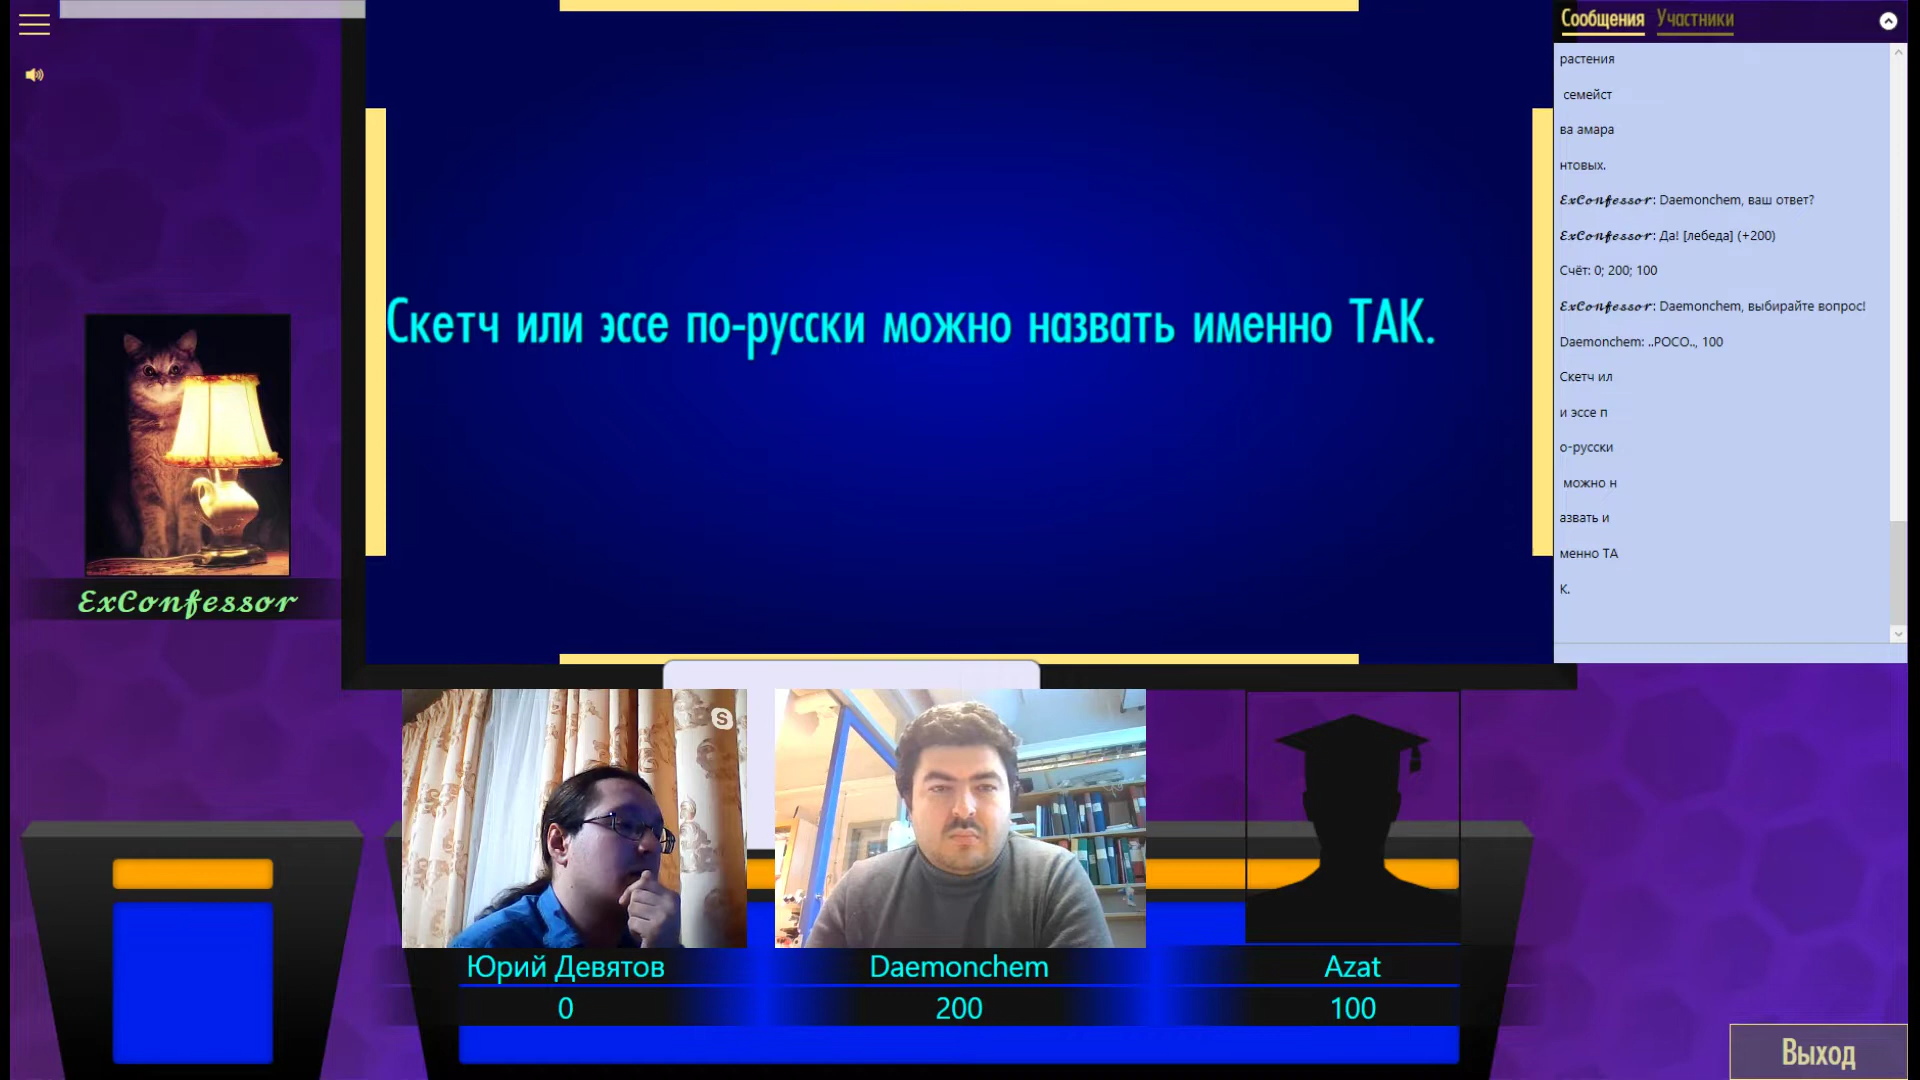 Сообщения Участники
растения
семейст
ва амара
нтовых.
ExConfessor: Daemonchem, ваш ответ?
ExConfessor: Да! [лебеда] (+200)
Счёт: 0; 200; 100
ExConfessor: Daemonchem, выбирайте вопрос!
Daemonchem: ..РОСО.., 100
Скетч ил
и эссе п
о-русски
можно н
азвать и
менно ТА
К.
Скетч или эссе по-русски можно назвать именно ТАК.
ExConfessor
S
Юрий Девятов
0
Daemonchem
200
Azat
100
Выход